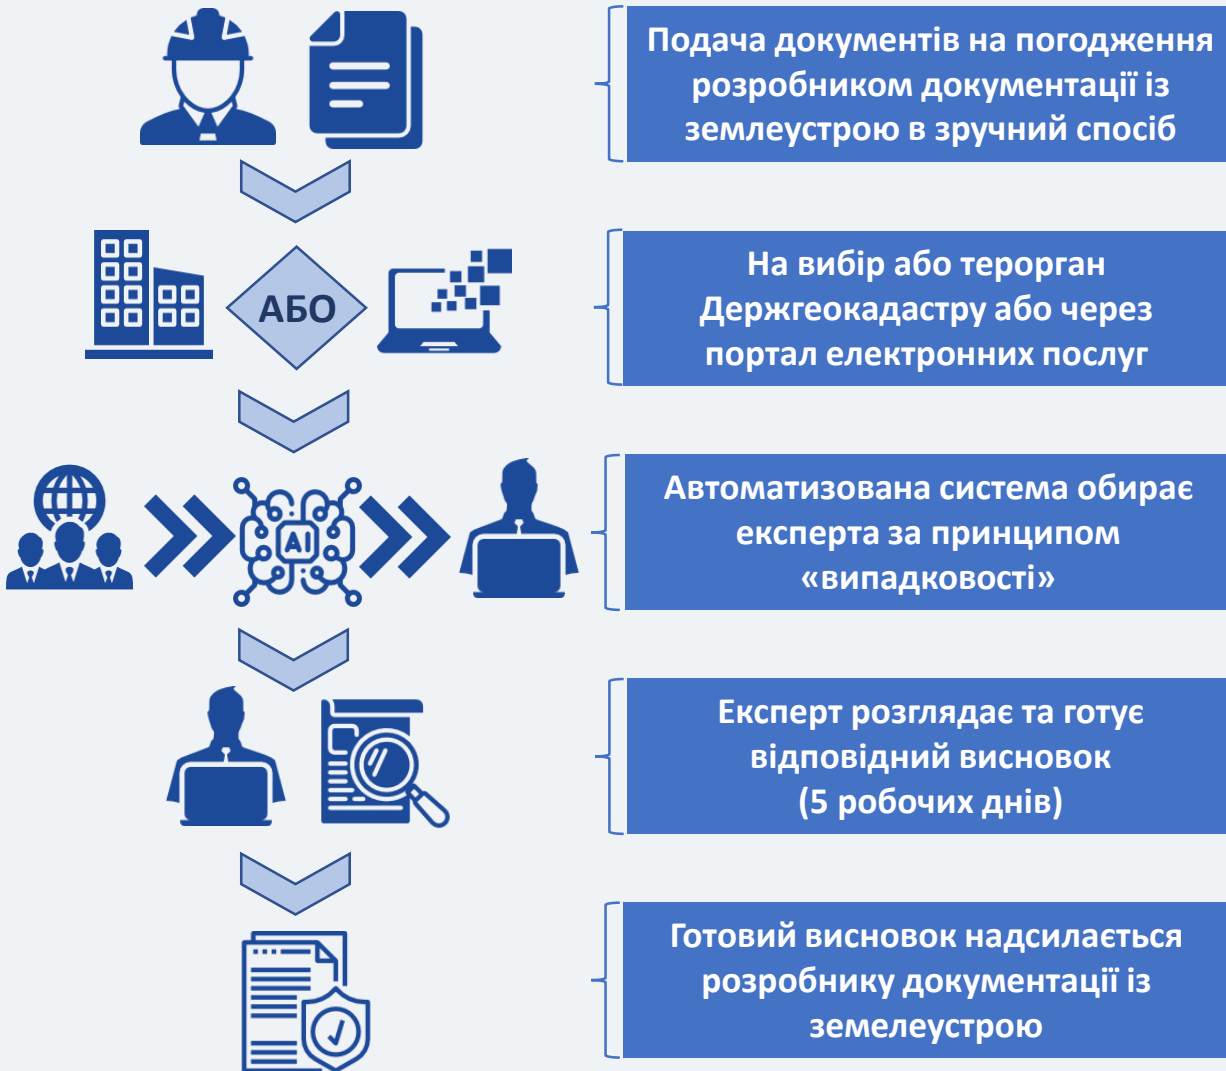 Подача документів на погодження
розробником документації із
землеустрою в зручний спосіб
АБО
На вибір або терорган
Держгеокадастру або через
портал електронних послуг
AI
Автоматизована система обирає
експерта за принципом
«випадковості»
Експерт розглядає та готує
відповідний висновок
(5 робочих днів)
Готовий висновок надсилається
розробнику документації із
земелеустрою